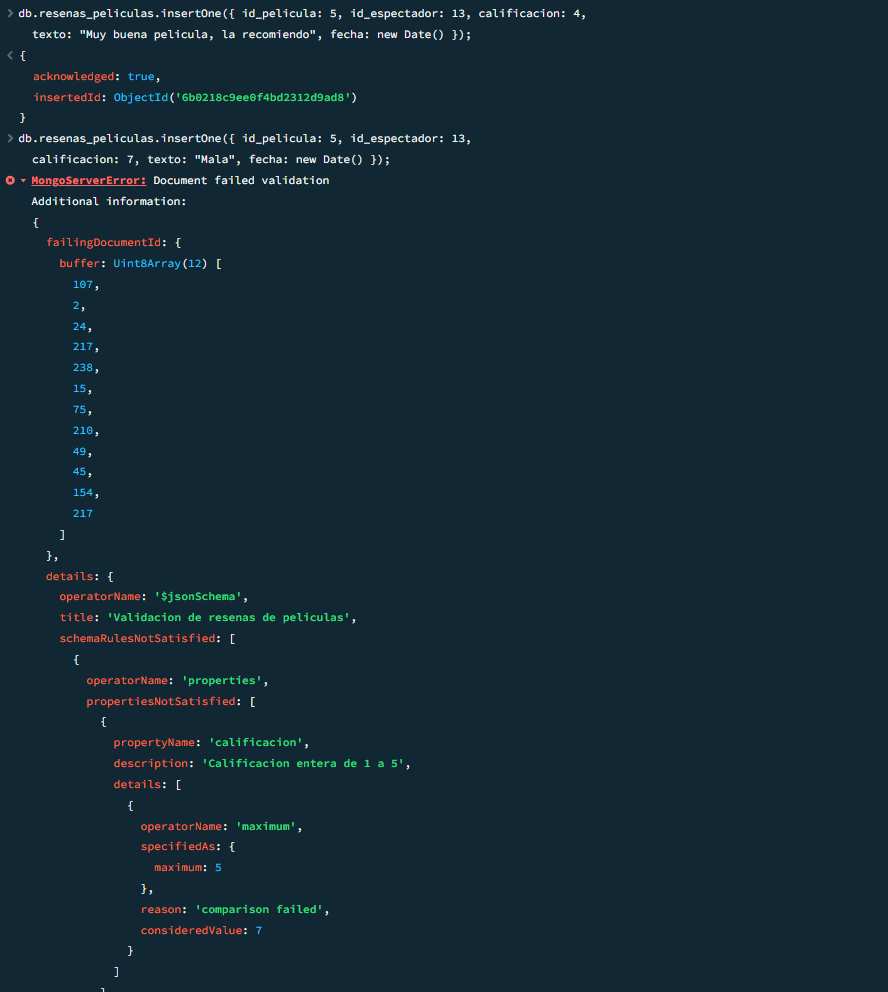 > db.resenas_peliculas.insertOne({ id_pelicula: 5, id_espectador: 13, calificacion: 4,
texto: "Muy buena pelicula, la recomiendo", fecha: new Date() });
< {
acknowledged: true,
insertedId: ObjectId('6b0218c9ee0f4bd2312d9ad8')
}
> db.resenas_peliculas.insertOne({ id_pelicula: 5, id_espectador: 13,
calificacion: 7, texto: "Mala", fecha: new Date() });
MongoServerError: Document failed validation
Additional information:
{
failingDocumentId: {
buffer: Uint8Array(12) [
107,
2,
24,
217,
238,
15,
75,
210,
49,
45,
154,
217
]
},
details: {
operatorName: '$jsonSchema',
title: 'Validacion de resenas de peliculas',
schemaRulesNotSatisfied: [
{
operatorName: 'properties',
propertiesNotSatisfied: [
{
propertyName: 'calificacion',
description: 'Calificacion entera de 1 a 5',
details: [
{
operatorName: 'maximum',
specifiedAs: {
maximum: 5
},
reason: 'comparison failed',
consideredValue: 7
}
]